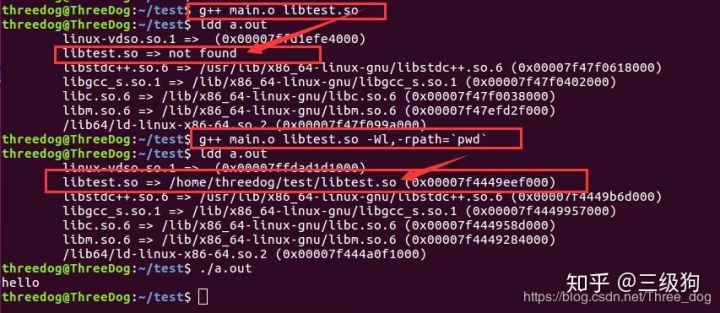 threedog@ThreeDog:~/test$ g++ main.o libtest.so
threedog@ThreeDog:~/test$ ldd a.out
linux-vdso.so.1 => (0x00007ffd1efe4000)
libtest.so => not found
libstdc++.so.6 => /usr/lib/x86_64-linux-gnu/libstdc++.so.6 (0x00007f47f0618000)
libgcc_s.so.1 => /lib/x86_64-linux-gnu/libgcc_s.so.1 (0x00007f47f0402000)
libc.so.6 => /lib/x86_64-linux-gnu/libc.so.6 (0x00007f47f0038000)
libm.so.6 => /lib/x86_64-linux-gnu/libm.so.6 (0x00007f47efd2f000)
/lib64/ld-linux-x86-64.so.2 (0x00007f47f099a000)
threedog@ThreeDog:~/test$ g++ main.o libtest.so -Wl,-rpath=`pwd`
threedog@ThreeDog:~/test$ ldd a.out
linux-vdso.so.1 => (0x00007ffdad1d1000)
libtest.so => /home/threedog/test/libtest.so (0x00007f4449eef000)
libstdc++.so.6 => /usr/lib/x86_64-linux-gnu/libstdc++.so.6 (0x00007f4449b6d000)
libgcc_s.so.1 => /lib/x86_64-linux-gnu/libgcc_s.so.1 (0x00007f4449957000)
libc.so.6 => /lib/x86_64-linux-gnu/libc.so.6 (0x00007f444958d000)
libm.so.6 => /lib/x86_64-linux-gnu/libm.so.6 (0x00007f4449284000)
/lib64/ld-linux-x86-64.so.2 (0x00007f444a0f1000)
threedog@ThreeDog:~/test$ ./a.out
hello
threedog@ThreeDog:~/test$
知乎 @三级狗
https://blog.csdn.net/Three_dog